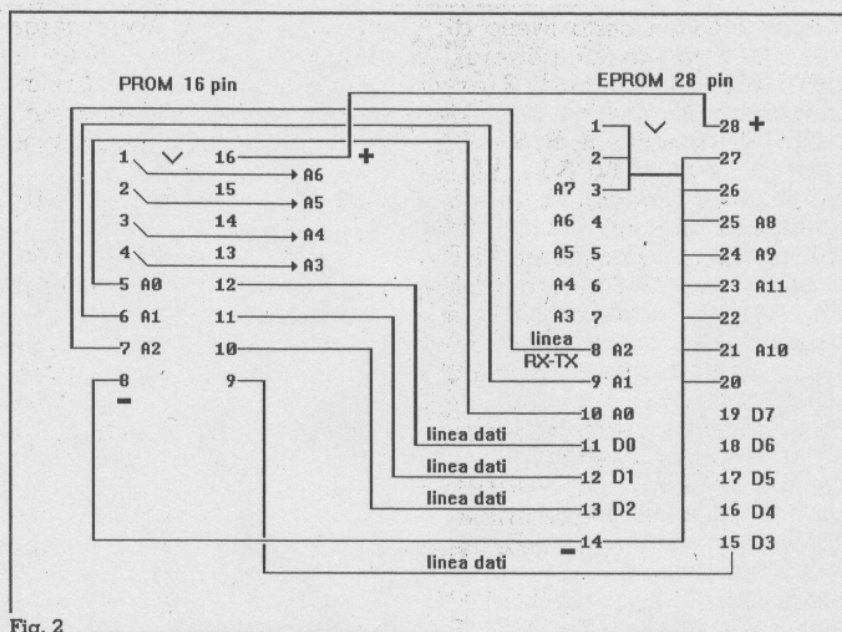 PROM 16 pin EPROM 28 pin
1 28 +
1 16 + 2 27
A6
2 15 A7 3 26
A5
3 14 A6 4 25 A8
A4
4 13 A5 5 24 A9
A3
5 A0 12 A4 6 23 A11
6 A1 11 A3 7 22
linea
7 A2 10 8 A2 21 A10
RX-TX
8 9 9 A1 20
- 10 A0 19 D7
linea dati 11 D0 18 D6
linea dati 12 D1 17 D5
linea dati 13 D2 16 D4
14 15 D3
-
linea dati
Fig. 2